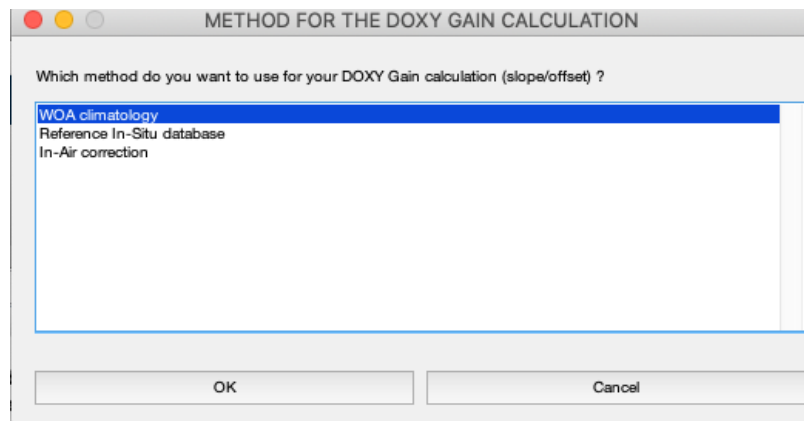 METHOD FOR THE DOXY GAIN CALCULATION
Which method do you want to use for your DOXY Gain calculation (slope/offset) ?
WOA climatology
Reference In-Situ database
In-Air correction
OK
Cancel